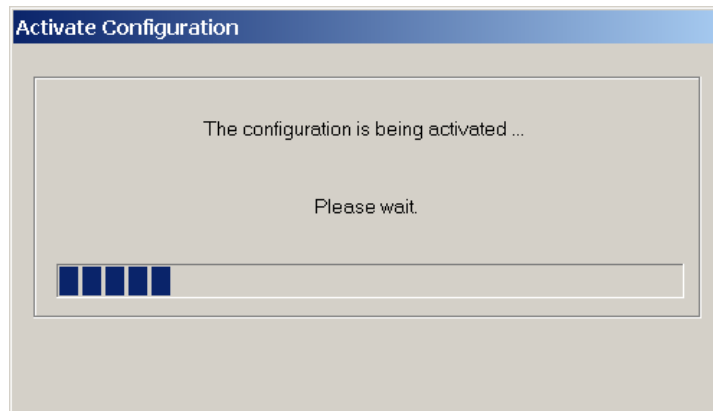 Activate Configuration
The configuration is being activated ...
Please wait.